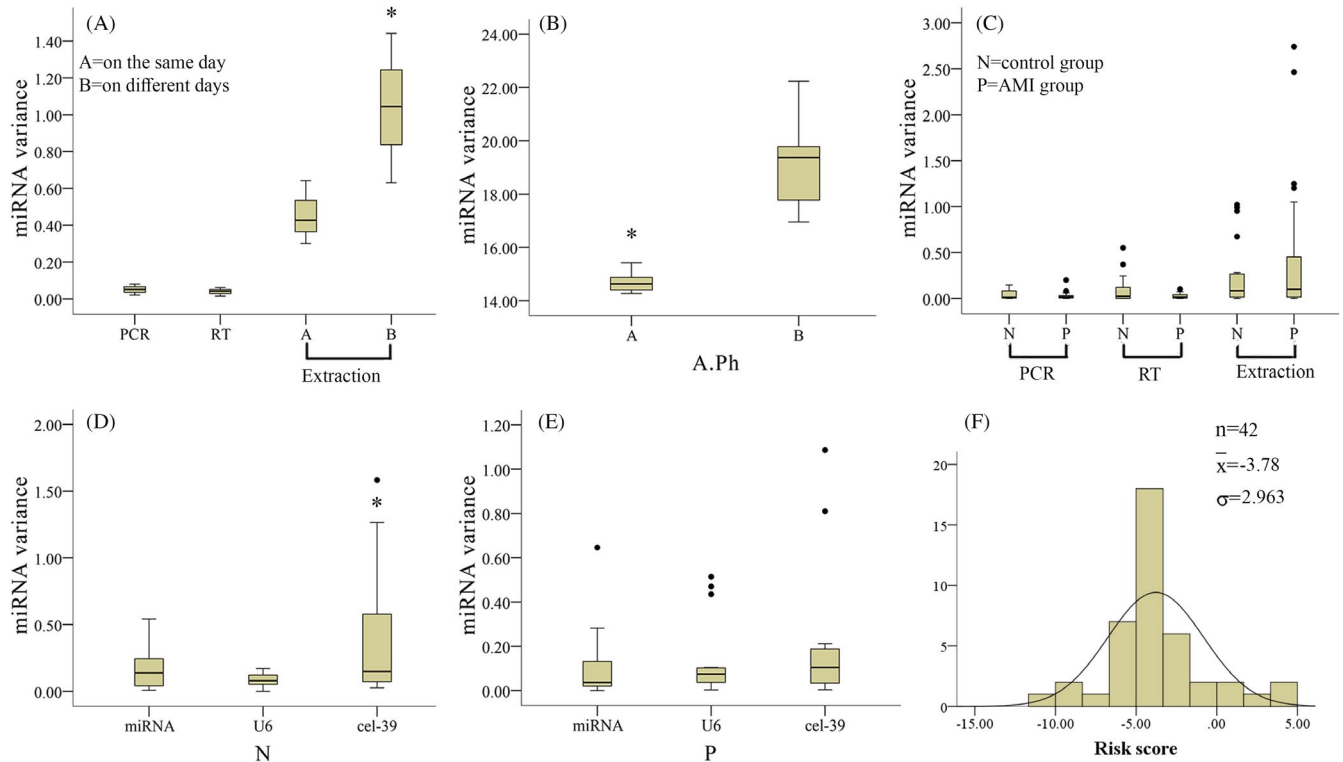 (A)
A=on the same day
B=on different days
*
miRNA variance
1.40
1.20
1.00
0.80
0.60
0.40
0.20
0.00
PCR RT A B
Extraction
(B)
*
miRNA variance
24.00
22.00
20.00
18.00
16.00
14.00
A B
A.Ph
(C)
N=control group
P=AMI group
miRNA variance
3.00
2.50
2.00
1.50
1.00
0.50
0.00
N P N P N P
PCR RT Extraction
(D)
*
miRNA variance
2.00
1.50
1.00
0.50
0.00
miRNA U6 cel-39
N
(E)
miRNA variance
1.20
1.00
0.80
0.60
0.40
0.20
0.00
miRNA U6 cel-39
P
(F)
n=42
x̄=-3.78
σ=2.963
20
15
10
5
0
-15.00 -10.00 -5.00 .00 5.00
Risk score